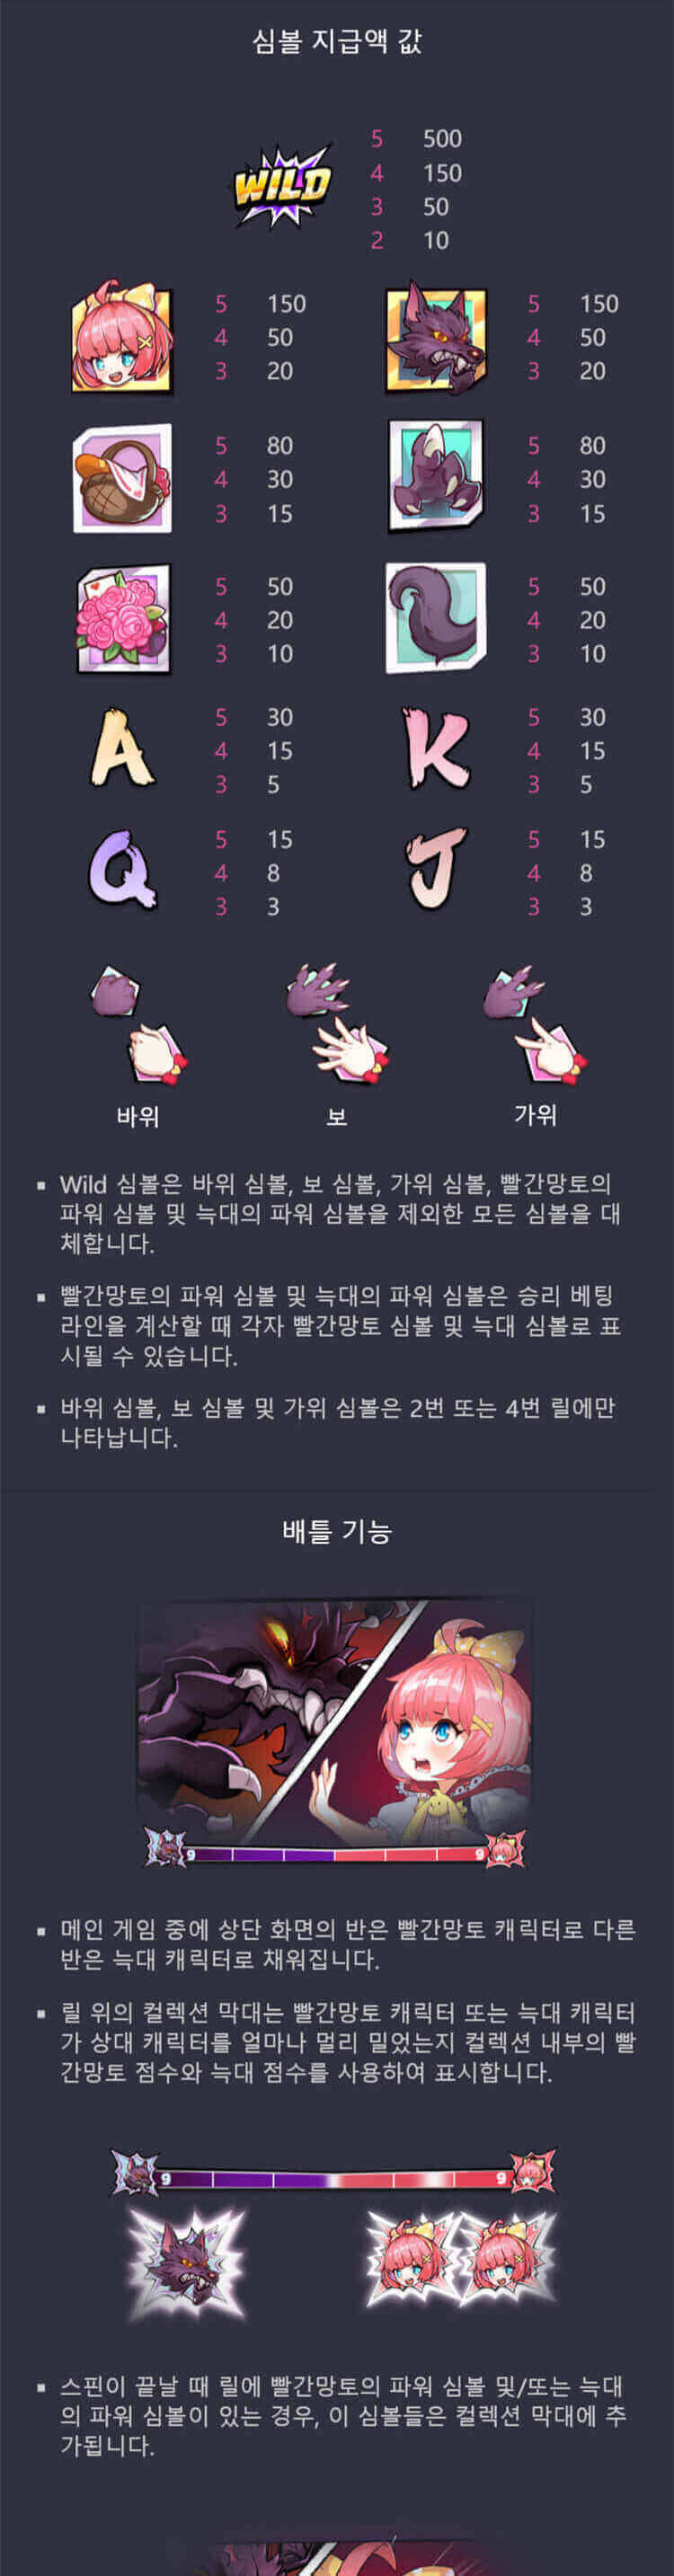 심볼 지급액 값
5 500
4 150
WILD
3 50
2 10
5 150 5 150
4 50 4 50
3 20 3 20
5 80 5 80
4 30 4 30
3 15 3 15
5 50 5 50
4 20 4 20
3 10 3 10
A 5 30 K 5 30
4 15 4 15
3 5 3 5
Q 5 15 J 5 15
4 8 4 8
3 3 3 3
바위 보 가위
▪ Wild 심볼은 바위 심볼, 보 심볼, 가위 심볼, 빨간망토의
파워 심볼 및 늑대의 파워 심볼을 제외한 모든 심볼을 대
체합니다.
▪ 빨간망토의 파워 심볼 및 늑대의 파워 심볼은 승리 베팅
라인을 계산할 때 각자 빨간망토 심볼 및 늑대 심볼로 표
시될 수 있습니다.
▪ 바위 심볼, 보 심볼 및 가위 심볼은 2번 또는 4번 릴에만
나타납니다.
배틀 기능
9 9
▪ 메인 게임 중에 상단 화면의 반은 빨간망토 캐릭터로 다른
반은 늑대 캐릭터로 채워집니다.
▪ 릴 위의 컬렉션 막대는 빨간망토 캐릭터 또는 늑대 캐릭터
가 상대 캐릭터를 얼마나 멀리 밀었는지 컬렉션 내부의 빨
간망토 점수와 늑대 점수를 사용하여 표시합니다.
9 9
▪ 스핀이 끝날 때 릴에 빨간망토의 파워 심볼 및/또는 늑대
의 파워 심볼이 있는 경우, 이 심볼들은 컬렉션 막대에 추
가됩니다.